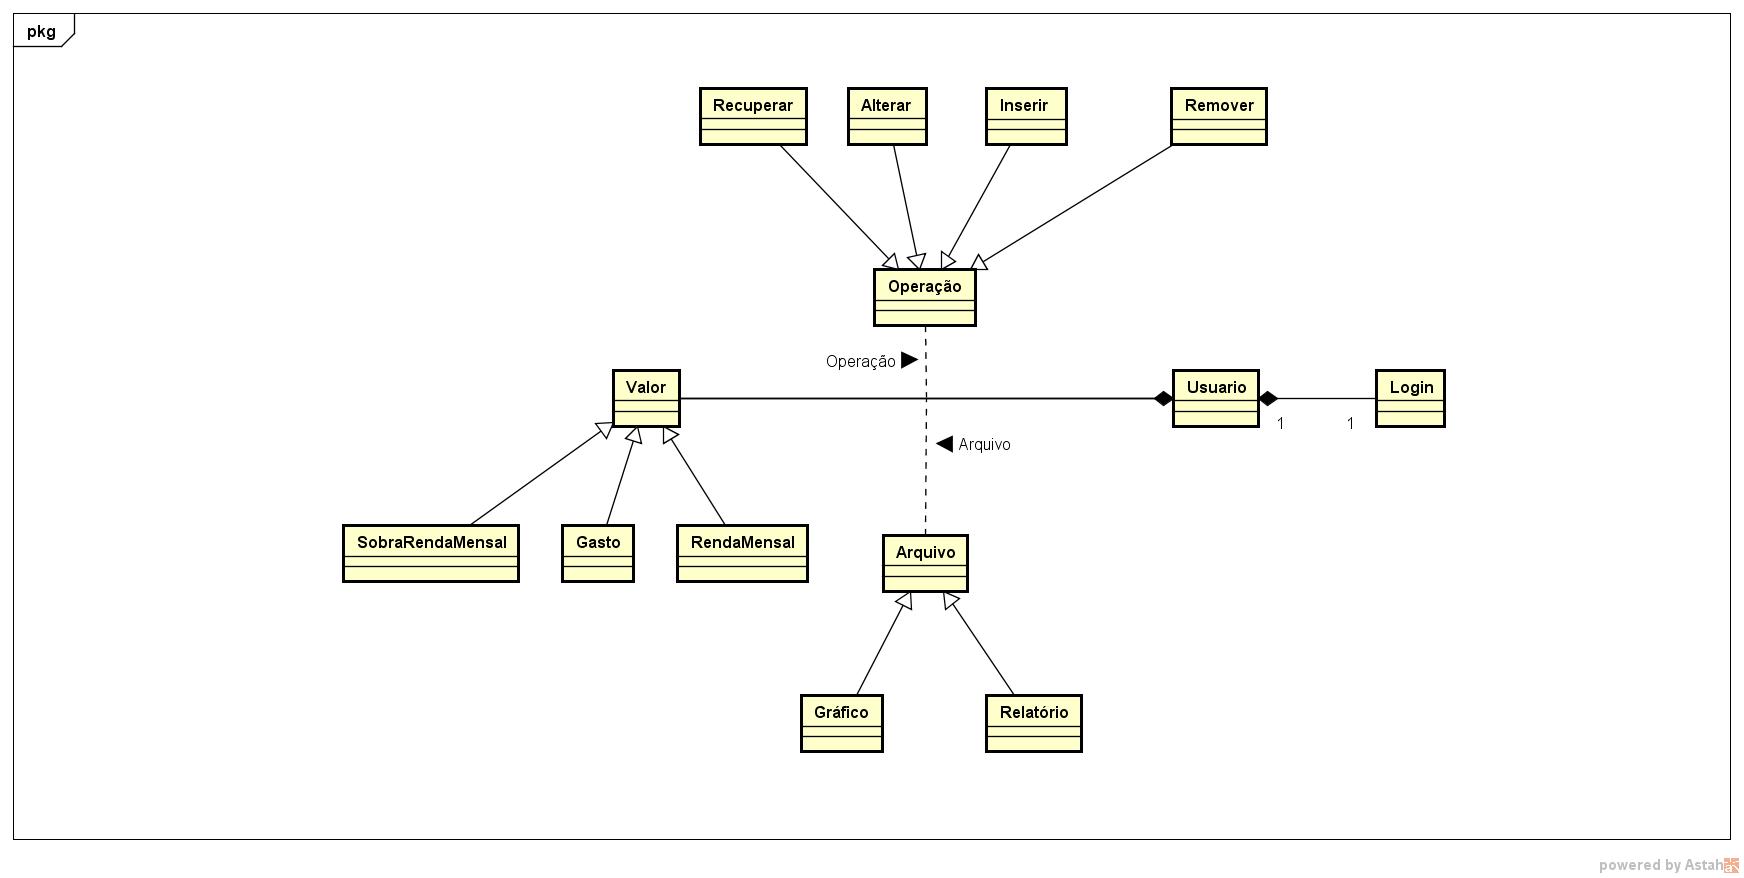 pkg
Recuperar
Alterar
Inserir
Remover
Operação
Operação
Valor
Usuario
Login
1
1
Arquivo
SobraRendaMensal
Gasto
RendaMensal
Arquivo
Gráfico
Relatório
powered by Astah